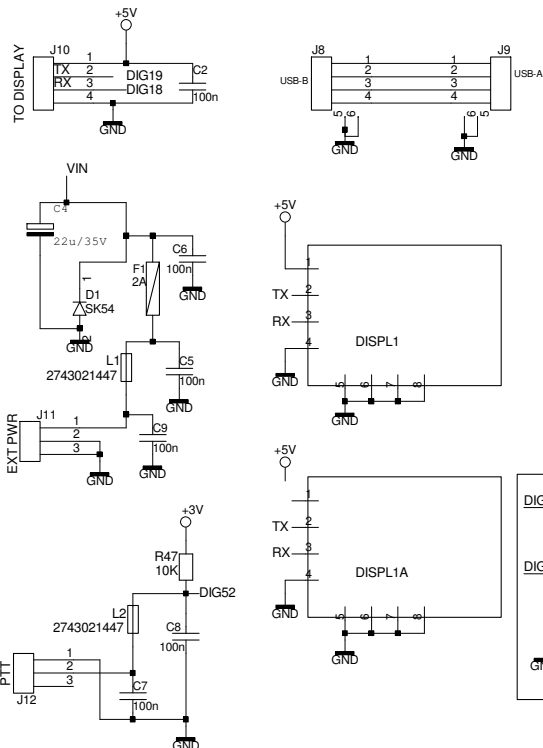 +5V
J10
TO DISPLAY
1
TX 2 DIG19
RX 3 DIG18
4
C2
100n
GND
J8
J9
USB-B
USB-A
1 1
2 2
3 3
4 4
5 6
6 5
GND
GND
VIN
C4
22u/35V
1
D1
SK54
2
GND
F1
2A
C6
100n
GND
L1
2743021447
C5
100n
GND
J11
EXT PWR
1
2
3
C9
100n
GND
GND
+5V
1
TX 2
RX 3
4
DISPL1
GND
5 6 7 8
GND
+5V
1
TX 2
RX 3
4
DISPL1A
GND
5 6 7 8
GND
+3V
R47
10K
DIG52
L2
2743021447
C8
100n
PTT
1
2
3
J12
C7
100n
GND